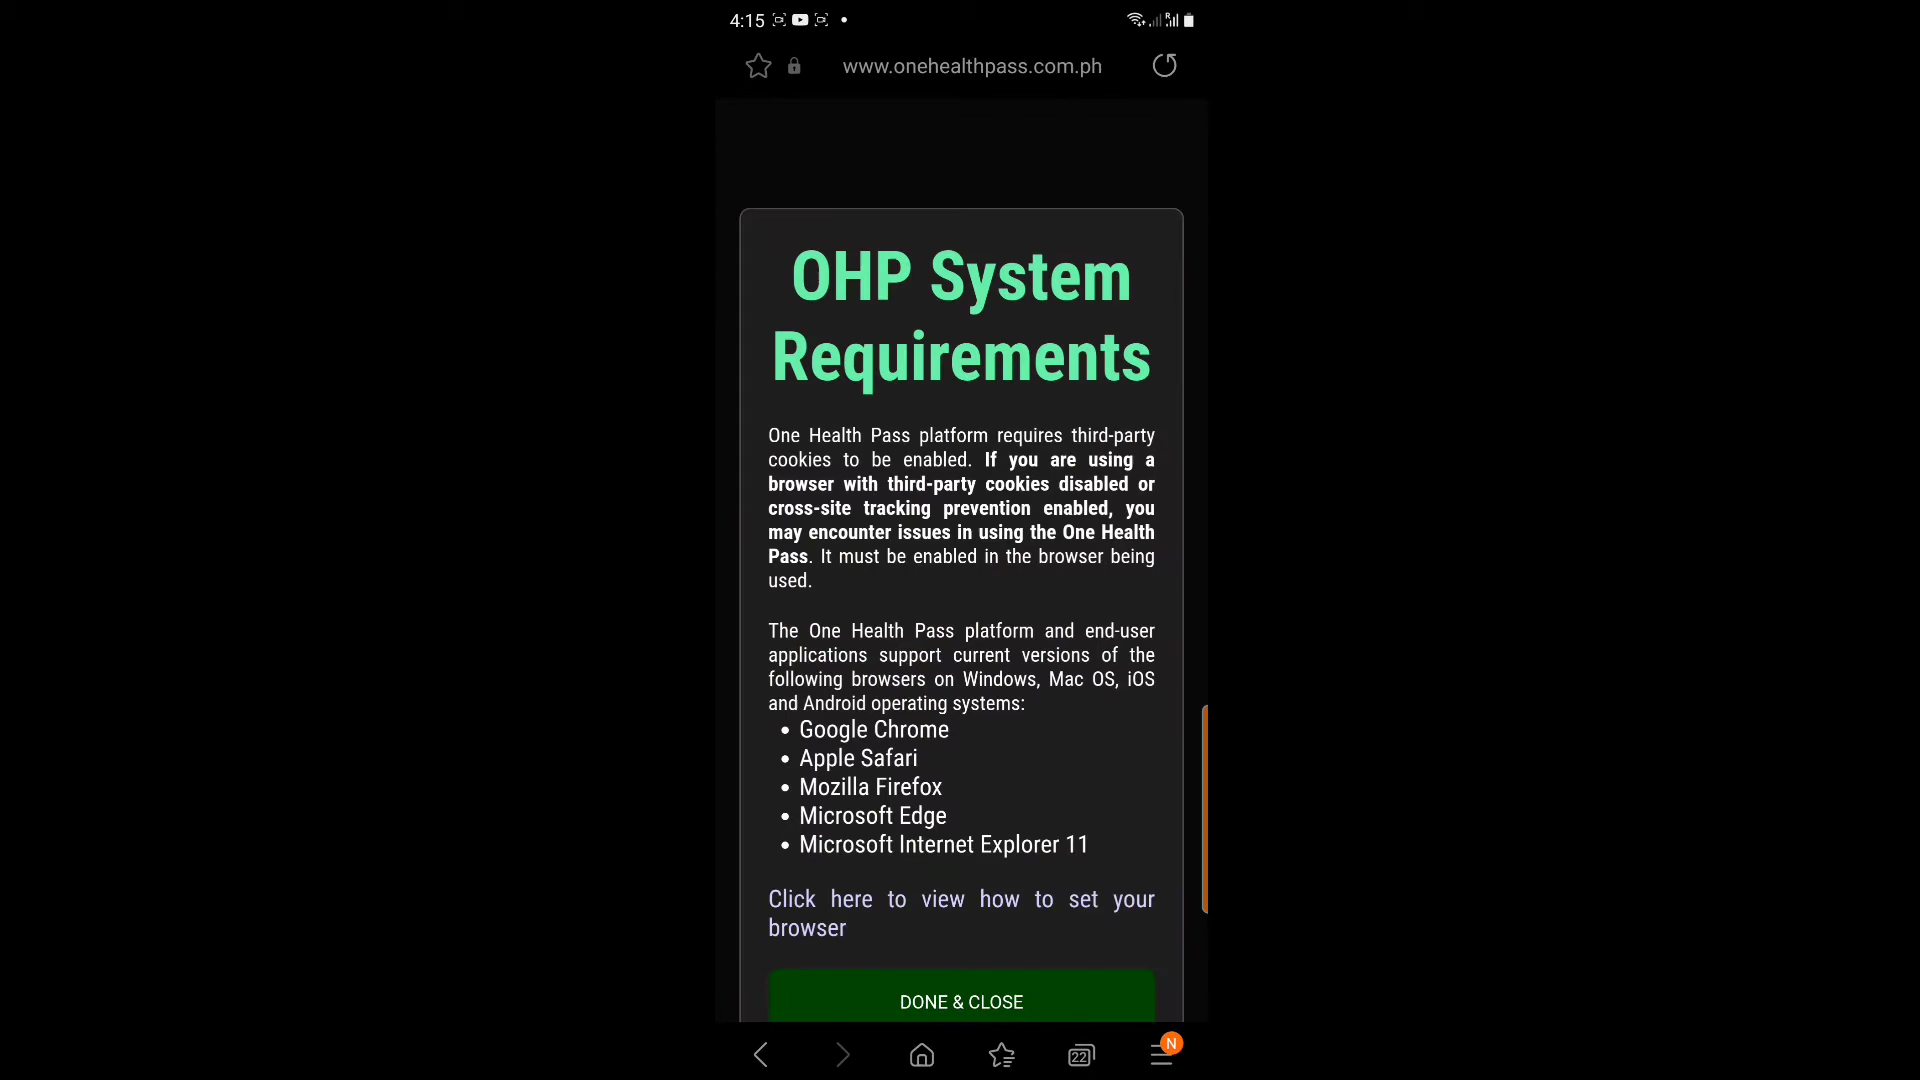 4:15
www.onehealthpass.com.ph
OHP System
Requirements
One Health Pass platform requires third-party
cookies to be enabled. If you are using a
browser with third-party cookies disabled or
cross-site tracking prevention enabled, you
may encounter issues in using the One Health
Pass. It must be enabled in the browser being
used.
The One Health Pass platform and end-user
applications support current versions of the
following browsers on Windows, Mac OS, iOS
and Android operating systems:
• Google Chrome
• Apple Safari
• Mozilla Firefox
• Microsoft Edge
• Microsoft Internet Explorer 11
Click here to view how to set your
browser
DONE & CLOSE
22
N